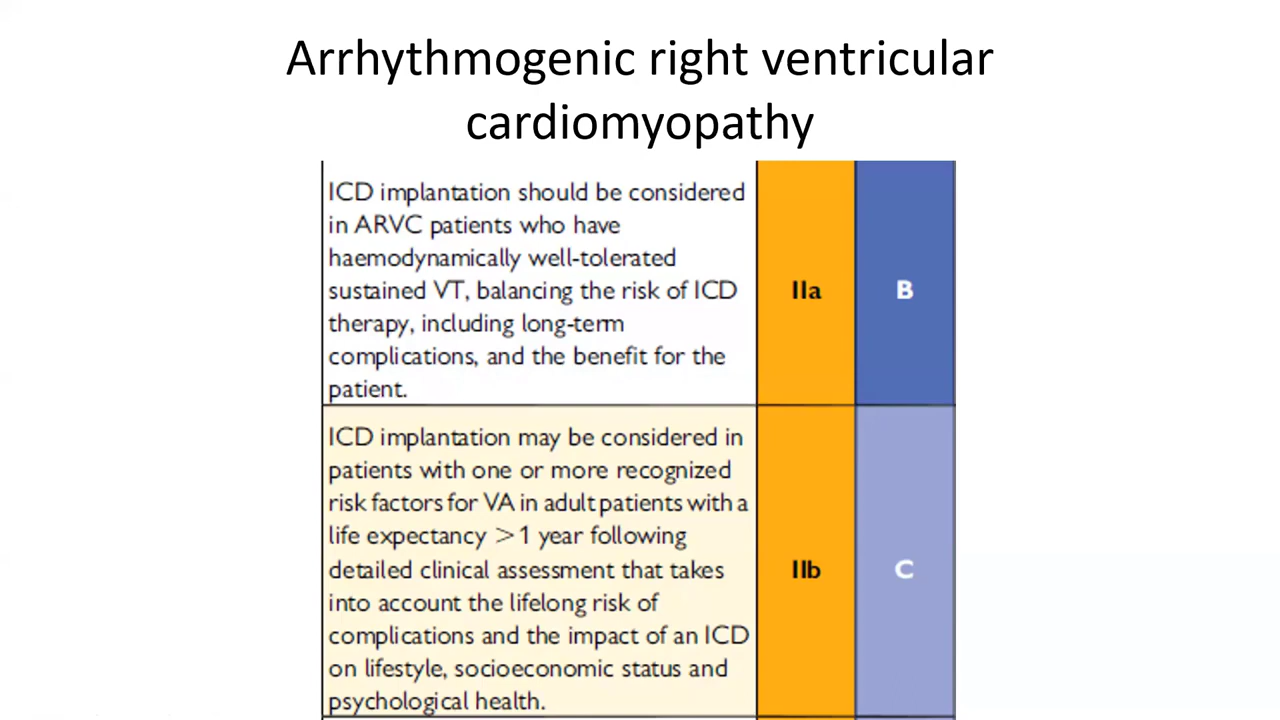 Arrhythmogenic right ventricular
cardiomyopathy
ICD implantation should be considered
in ARVC patients who have
haemodynamically well-tolerated
sustained VT, balancing the risk of ICD
therapy, including long-term
complications, and the benefit for the
patient.
IIa
B
ICD implantation may be considered in
patients with one or more recognized
risk factors for VA in adult patients with a
life expectancy >1 year following
detailed clinical assessment that takes
into account the lifelong risk of
complications and the impact of an ICD
on lifestyle, socioeconomic status and
psychological health.
IIb
C